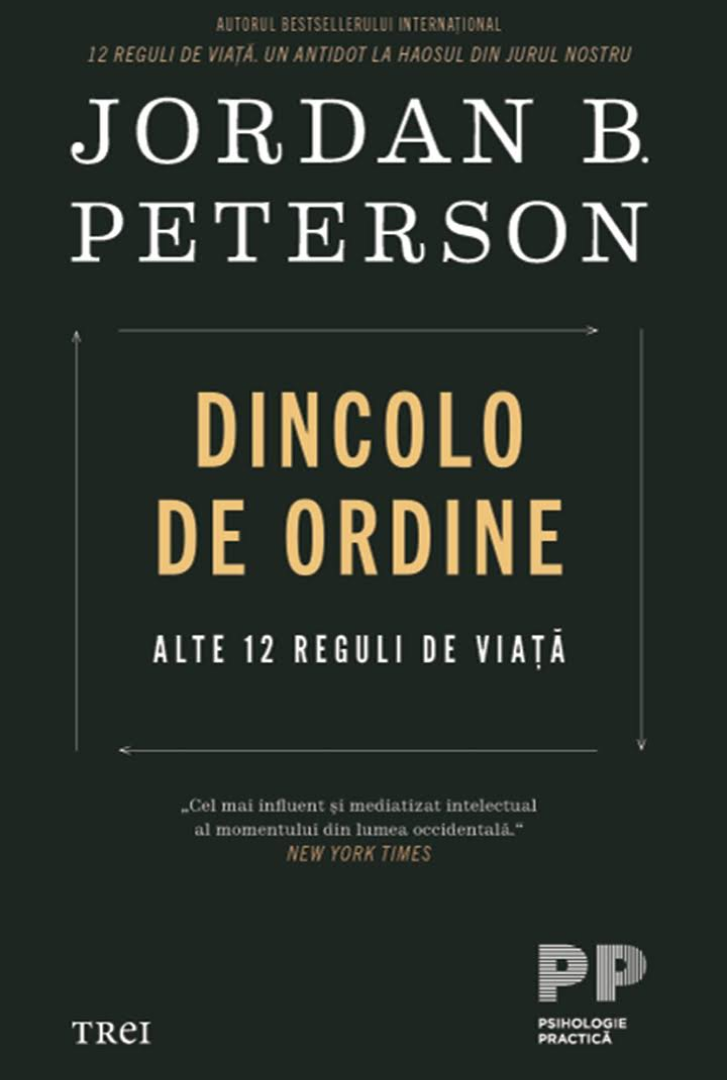 AUTORUL BESTSELLERULUI INTERNAȚIONAL
12 REGULI DE VIAȚĂ. UN ANTIDOT LA HAOSUL DIN JURUL NOSTRU
JORDAN B.
PETERSON
DINCOLO
DE ORDINE
ALTE 12 REGULI DE VIAȚĂ
„Cel mai influent și mediatizat intelectual
al momentului din lumea occidentală.“
NEW YORK TIMES
PP
PSIHOLOGIE
PRACTICĂ
TREI